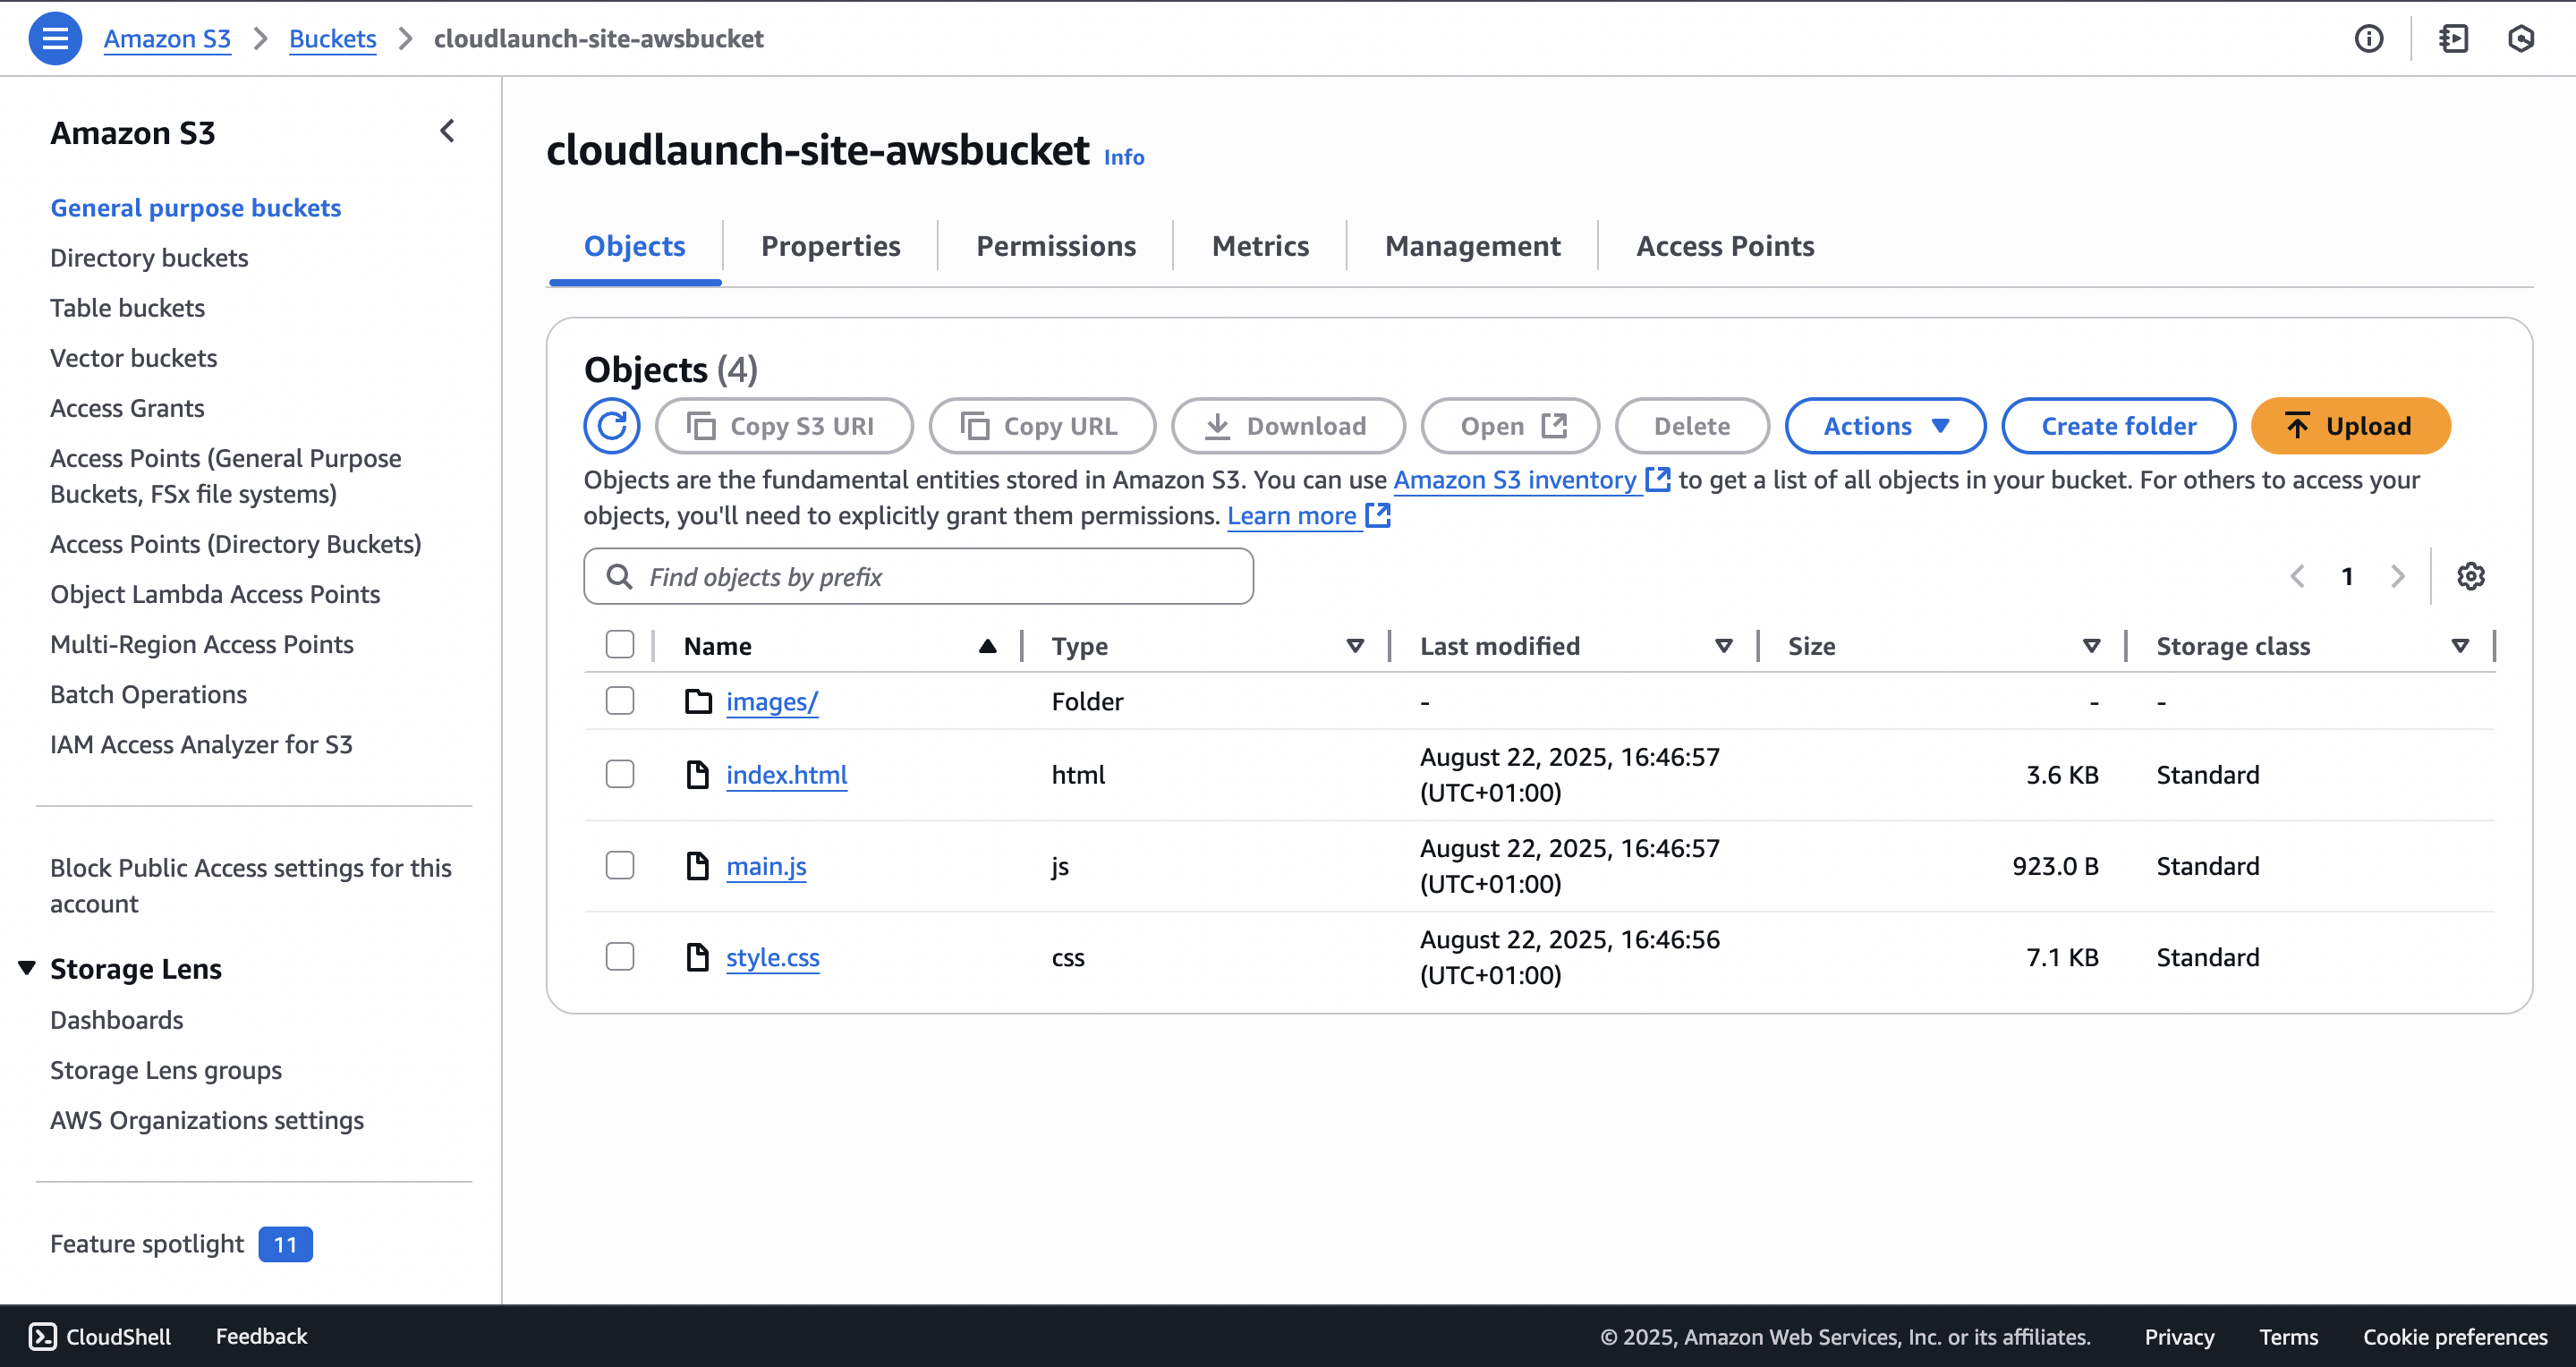 Amazon S3 > Buckets > cloudlaunch-site-awsbucket
Amazon S3
General purpose buckets
Directory buckets
Table buckets
Vector buckets
Access Grants
Access Points (General Purpose
Buckets, FSx file systems)
Access Points (Directory Buckets)
Object Lambda Access Points
Multi-Region Access Points
Batch Operations
IAM Access Analyzer for S3
Block Public Access settings for this
account
Storage Lens
Dashboards
Storage Lens groups
AWS Organizations settings
Feature spotlight 11
cloudlaunch-site-awsbucket Info
Objects Properties Permissions Metrics Management Access Points
Objects (4)
Copy S3 URI Copy URL Download Open Delete Actions Create folder Upload
Objects are the fundamental entities stored in Amazon S3. You can use Amazon S3 inventory to get a list of all objects in your bucket. For others to access your
objects, you'll need to explicitly grant them permissions. Learn more
Find objects by prefix
1
Name Type Last modified Size Storage class
images/ Folder - - -
index.html html August 22, 2025, 16:46:57 (UTC+01:00) 3.6 KB Standard
main.js js August 22, 2025, 16:46:57 (UTC+01:00) 923.0 B Standard
style.css css August 22, 2025, 16:46:56 (UTC+01:00) 7.1 KB Standard
CloudShell Feedback © 2025, Amazon Web Services, Inc. or its affiliates. Privacy Terms Cookie preferences